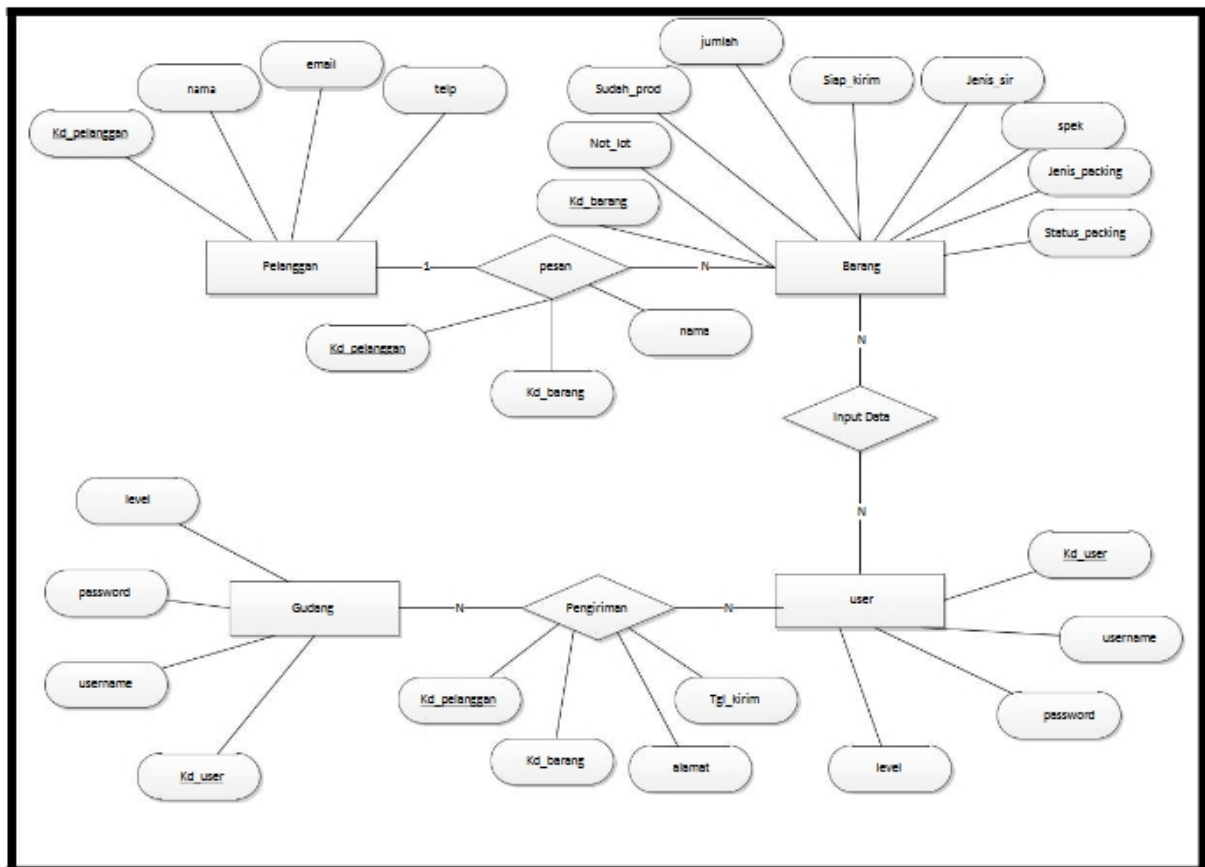 jumlah
email
Siap_kirim
Jenis_sir
nama
Sudah_prod
telp
spek
Kd_pelanggan
Not_lot
Jenis_packing
Kd_barang
Status_packing
Pelanggan
1
pesan
N
Barang
nama
Kd_pelanggan
N
Kd_barang
Input Data
level
N
Kd_user
password
Gudang
N
Pengiriman
N
user
username
username
Kd_pelanggan
Tgl_kirim
password
Kd_barang
alamat
level
Kd_user